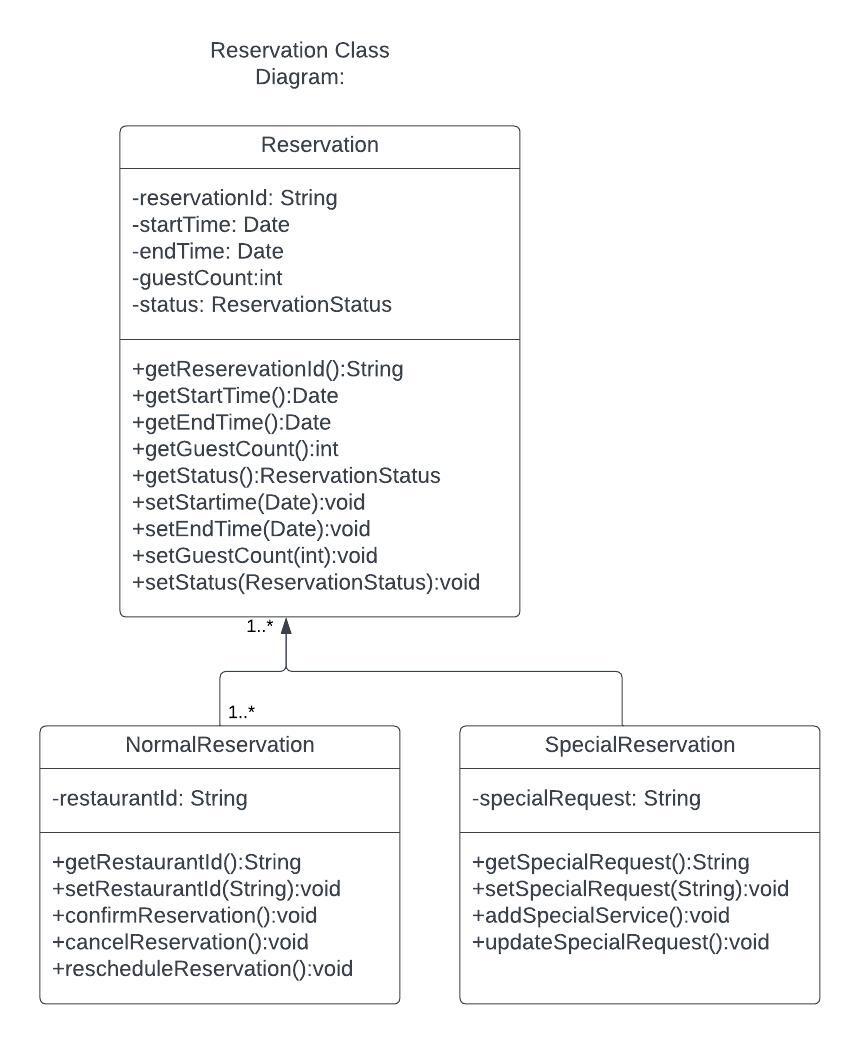 Reservation Class
Diagram:
Reservation
-reservationId: String
-startTime: Date
-endTime: Date
-guestCount:int
-status: ReservationStatus
+getReserevationId():String
+getStartTime():Date
+getEndTime():Date
+getGuestCount():int
+getStatus():ReservationStatus
+setStartime(Date):void
+setEndTime(Date):void
+setGuestCount(int):void
+setStatus(ReservationStatus):void
1..*
1..*
NormalReservation
-restaurantId: String
+getRestaurantId():String
+setRestaurantId(String):void
+confirmReservation():void
+cancelReservation():void
+rescheduleReservation():void
SpecialReservation
-specialRequest: String
+getSpecialRequest():String
+setSpecialRequest(String):void
+addSpecialService():void
+updateSpecialRequest():void